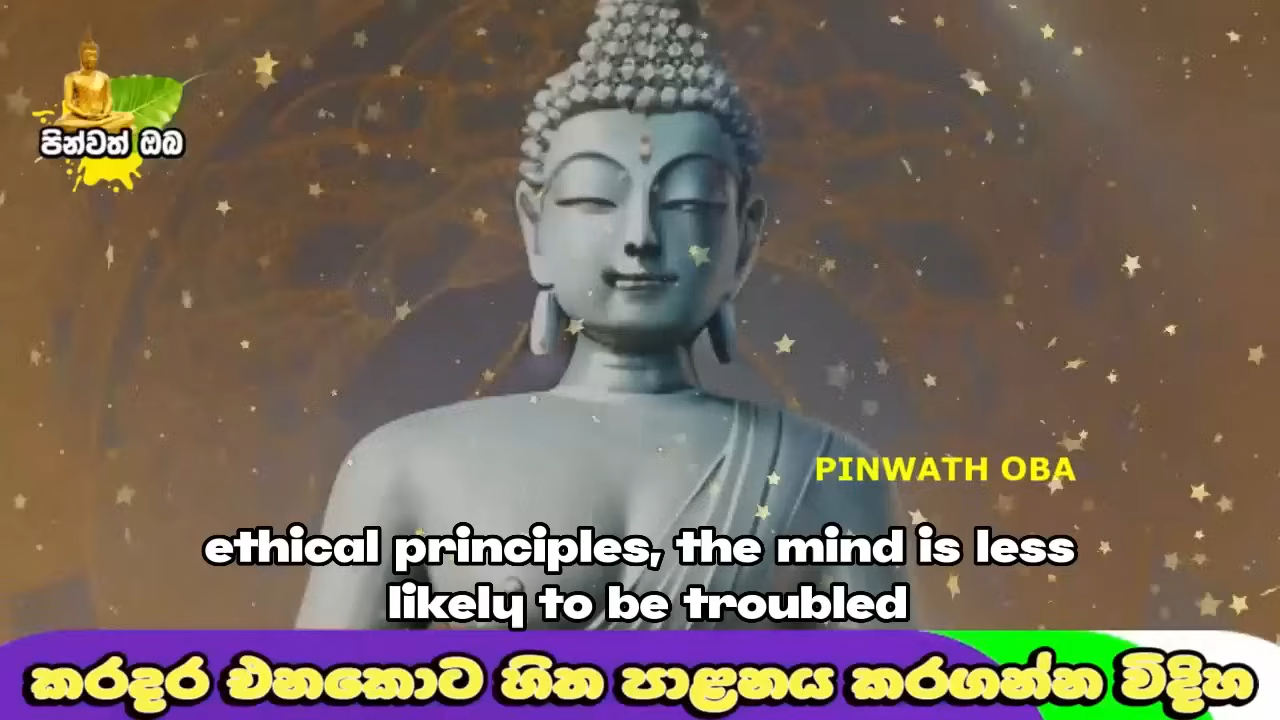 පින්වත් ඔබ
PINWATH OBA
ethical principles, the mind is less
likely to be troubled
කරදර එනකොට හිත පාළනය කරගන්න විදිහ